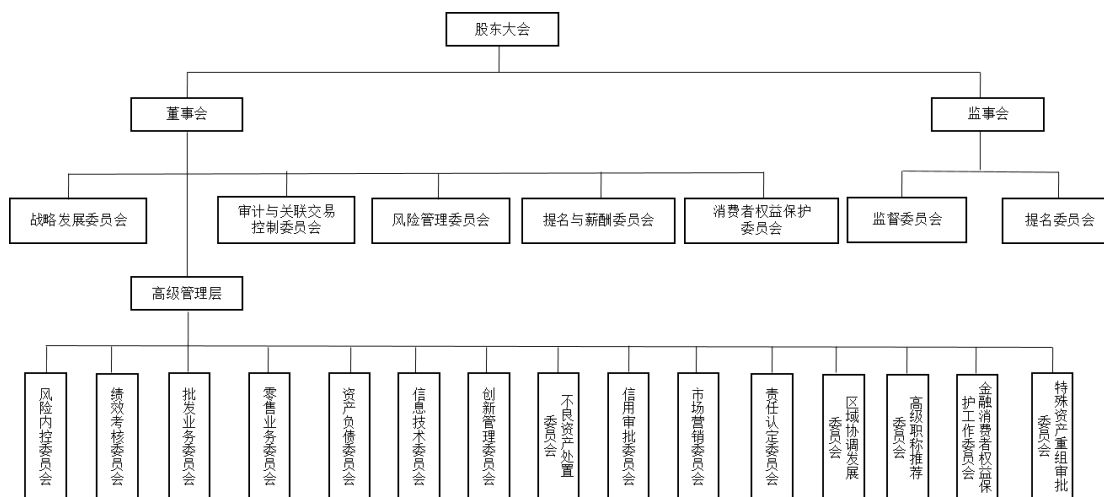 股东大会
董事会
监事会
战略发展委员会
审计与关联交易
控制委员会
风险管理委员会
提名与薪酬委员会
消费者权益保护
委员会
监督委员会
提名委员会
高级管理层
风险内控委员会
绩效考核委员会
批发业务委员会
零售业务委员会
资产负债委员会
信息技术委员会
创新管理委员会
不良资产处置
委员会
信用审批委员会
市场营销委员会
责任认定委员会
区域协调发展
委员会
高级职称推荐
委员会
金融消费者权益保
护工作委员会
特殊资产重组审批
委员会